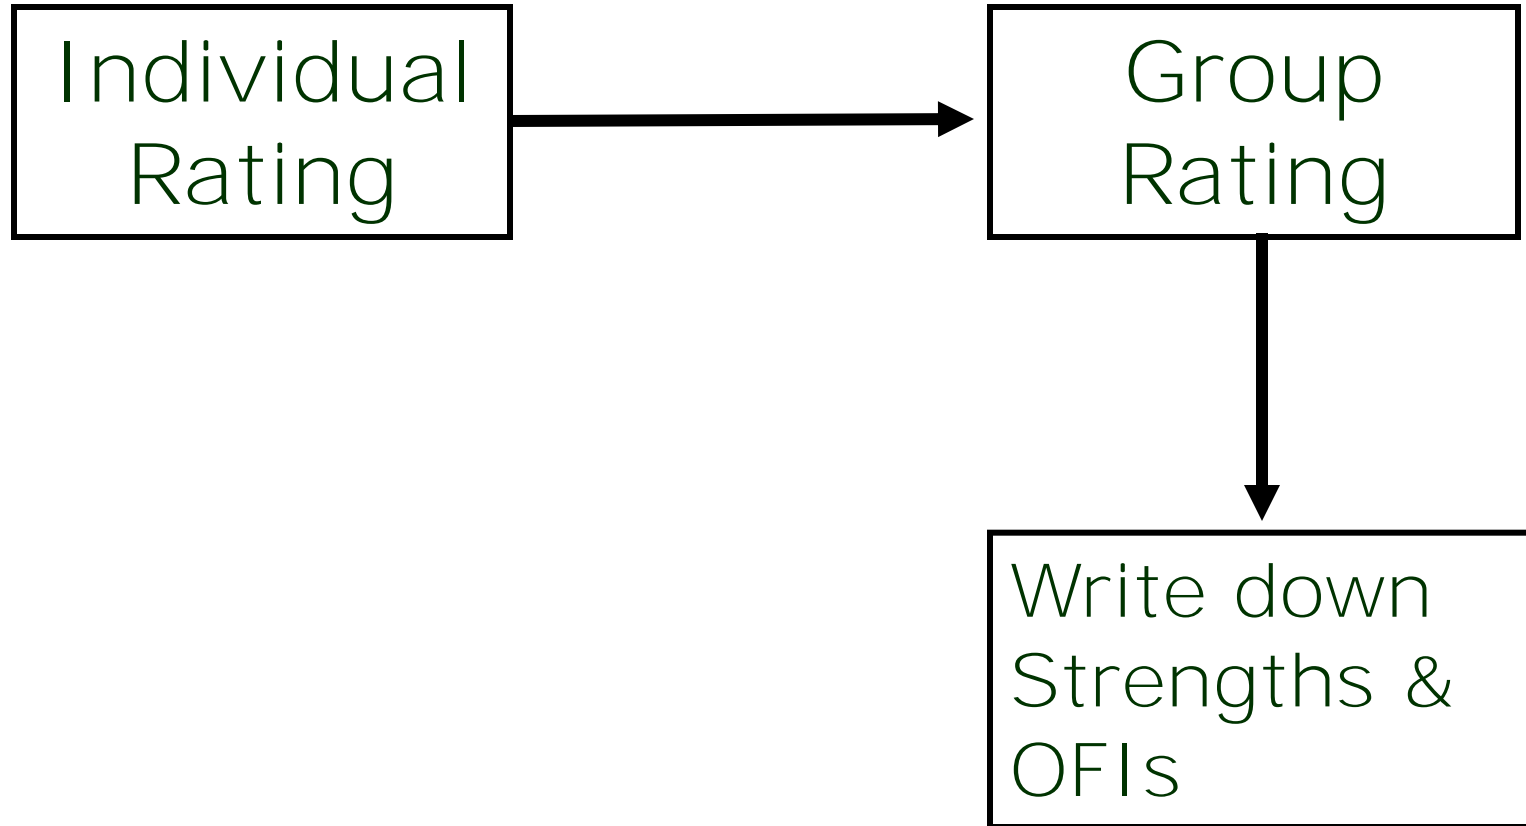 Individual
Rating
Group
Rating
Write down
Strengths &
OFIs